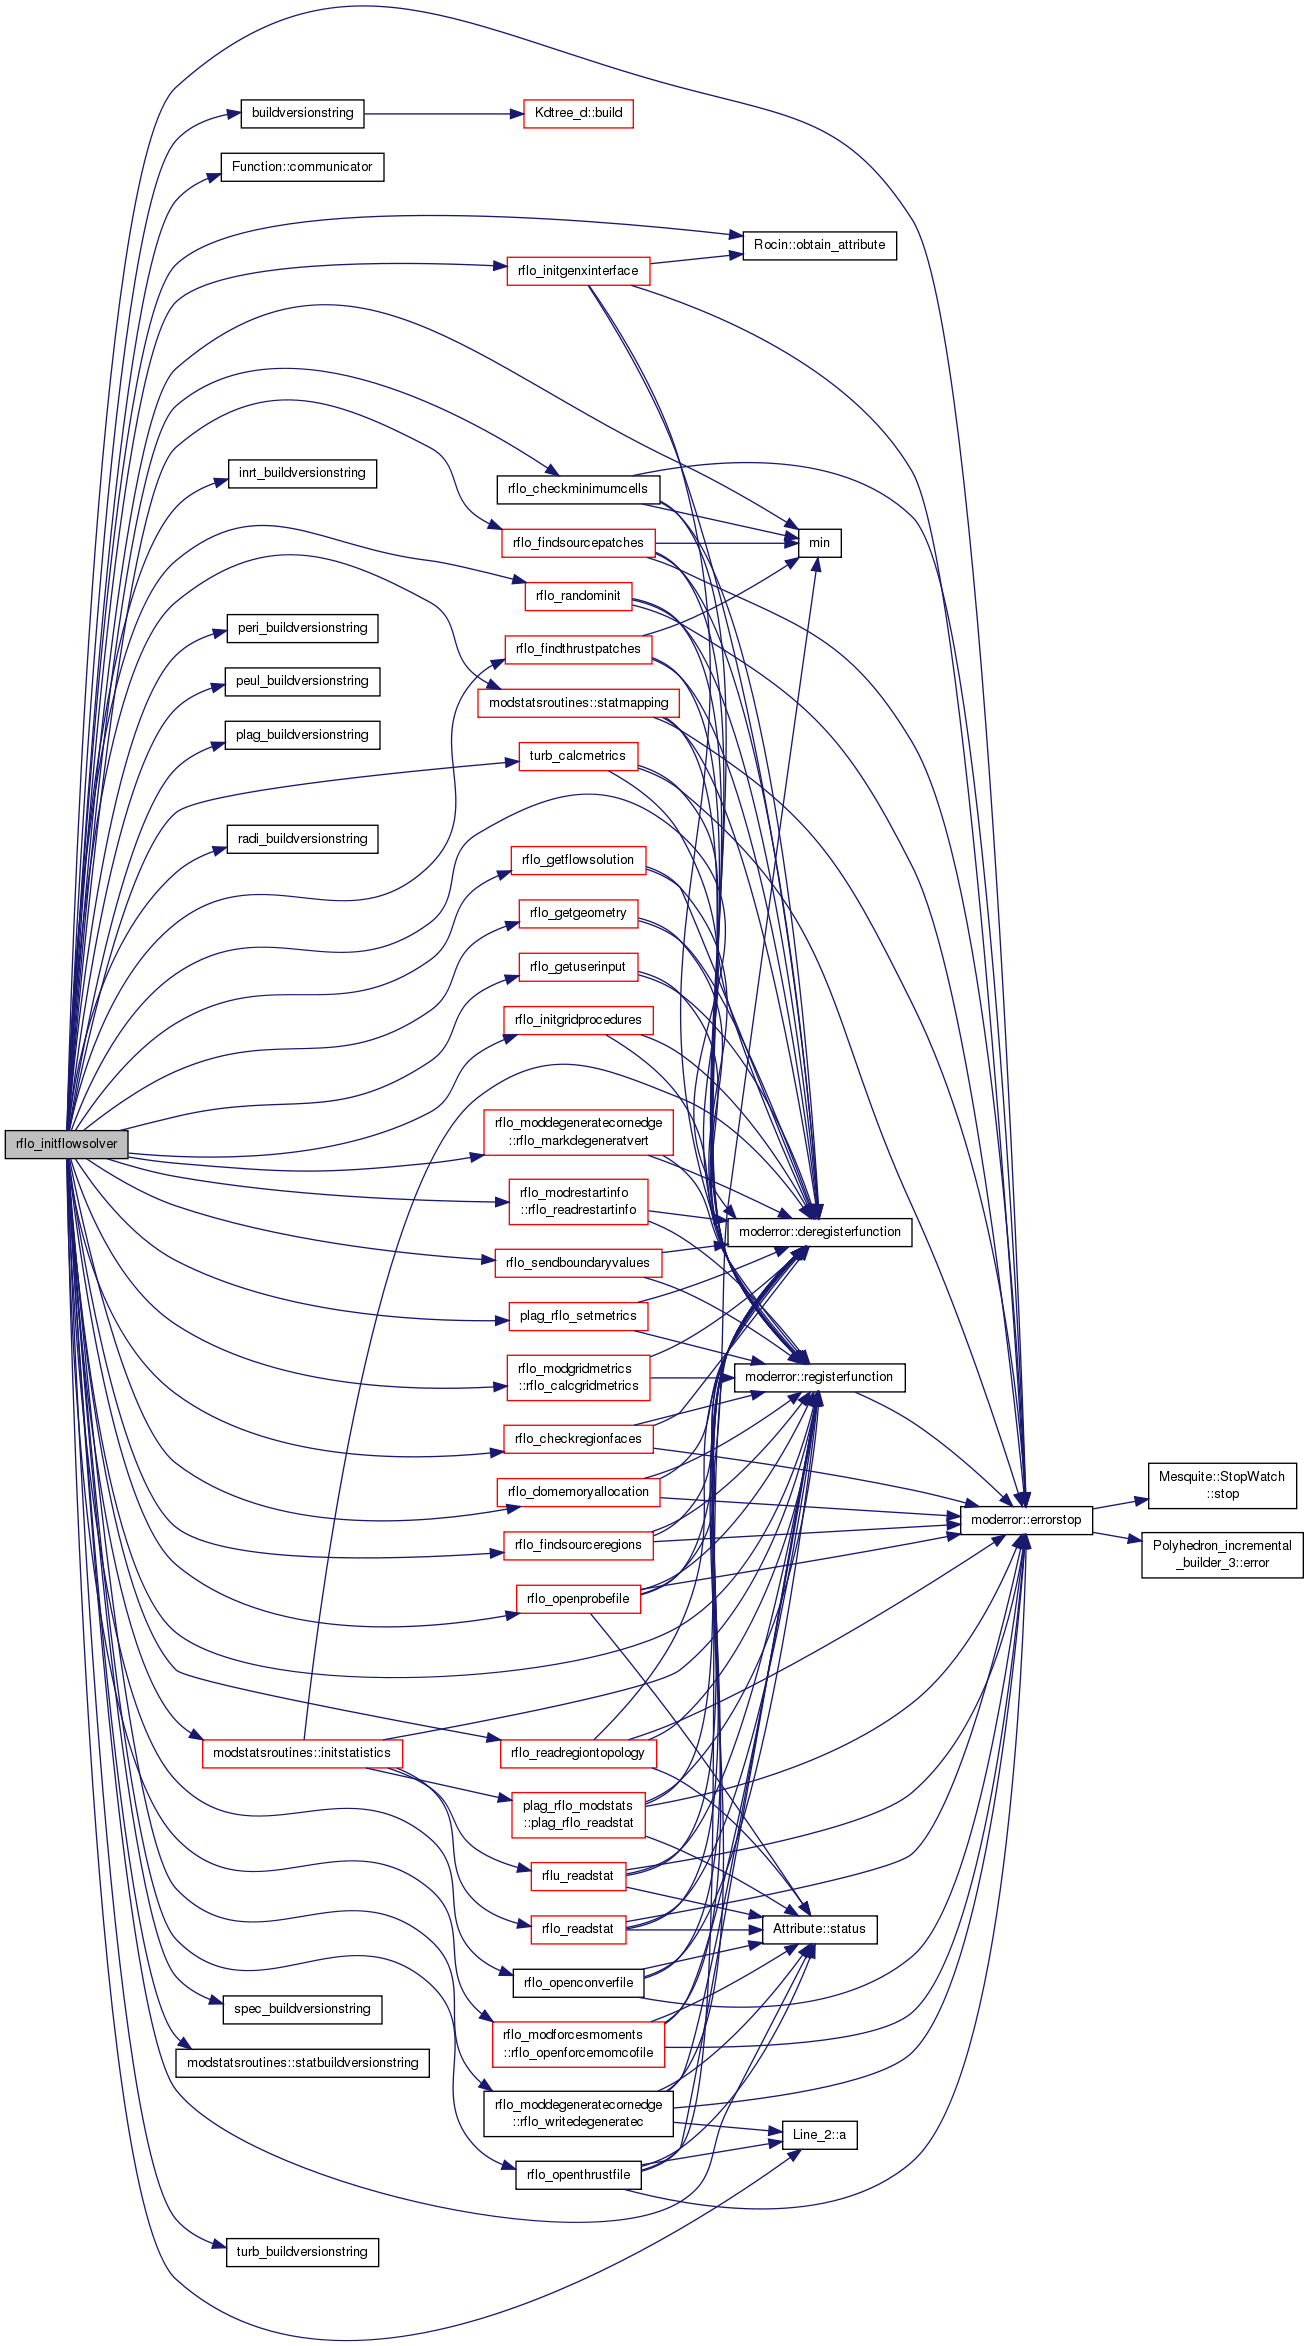 buildversionstring
Kdtree_d::build
Function::communicator
Rocin::obtain_attribute
rflo_initgenxinterface
inrt_buildversionstring
rflo_checkminimumcells
rflo_findsourcepatches
min
rflo_randominit
peri_buildversionstring
rflo_findthrustpatches
peul_buildversionstring
modstatsroutines::statmapping
plag_buildversionstring
turb_calcmetrics
radi_buildversionstring
rflo_getflowsolution
rflo_getgeometry
rflo_getuserinput
rflo_initgridprocedures
rflo_initflowsolver
rflo_moddegeneratecornedge
::rflo_markdegeneratvert
rflo_modrestartinfo
::rflo_readrestartinfo
moderror::deregisterfunction
rflo_sendboundaryvalues
plag_rflo_setmetrics
rflo_modgridmetrics
::rflo_calcgridmetrics
moderror::registerfunction
rflo_checkregionfaces
rflo_domemoryallocation
Mesquite::StopWatch
::stop
moderror::errorstop
rflo_findsourceregions
Polyhedron_incremental
_builder_3::error
rflo_openprobefile
modstatsroutines::initstatistics
rflo_readregiontopology
plag_rflo_modstats
::plag_rflo_readstat
rflu_readstat
rflo_readstat
Attribute::status
rflo_openconverfile
spec_buildversionstring
rflo_modforcesmoments
::rflo_openforcemomcofile
modstatsroutines::statbuildversionstring
rflo_moddegeneratecornedge
::rflo_writedegeneratec
Line_2::a
rflo_openthrustfile
turb_buildversionstring